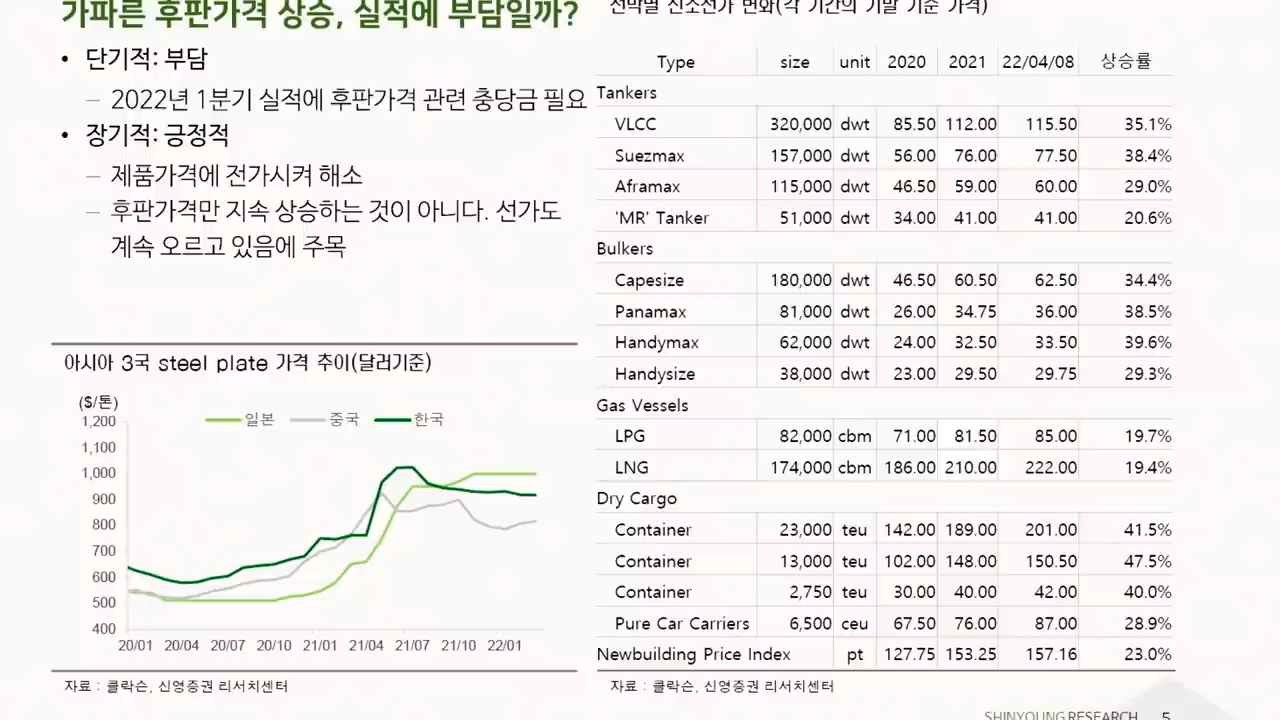 가파른 후판가격 상승, 실적에 부담일까?
• 단기적: 부담
– 2022년 1분기 실적에 후판가격 관련 충당금 필요
• 장기적: 긍정적
– 제품가격에 전가시켜 해소
– 후판가격만 지속 상승하는 것이 아니다. 선가도
계속 오르고 있음에 주목
아시아 3국 steel plate 가격 추이(달러기준)
($/톤)
일본 중국 한국
1,200
1,100
1,000
900
800
700
600
500
400
20/01 20/04 20/07 20/10 21/01 21/04 21/07 21/10 22/01
자료 : 클락슨, 신영증권 리서치센터
선박별 신조선가 변화(각 기간의 기말 기준 가격)
Type size unit 2020 2021 22/04/08 상승률
Tankers
VLCC 320,000 dwt 85.50 112.00 115.50 35.1%
Suezmax 157,000 dwt 56.00 76.00 77.50 38.4%
Aframax 115,000 dwt 46.50 59.00 60.00 29.0%
'MR' Tanker 51,000 dwt 34.00 41.00 41.00 20.6%
Bulkers
Capesize 180,000 dwt 46.50 60.50 62.50 34.4%
Panamax 81,000 dwt 26.00 34.75 36.00 38.5%
Handymax 62,000 dwt 24.00 32.50 33.50 39.6%
Handysize 38,000 dwt 23.00 29.50 29.75 29.3%
Gas Vessels
LPG 82,000 cbm 71.00 81.50 85.00 19.7%
LNG 174,000 cbm 186.00 210.00 222.00 19.4%
Dry Cargo
Container 23,000 teu 142.00 189.00 201.00 41.5%
Container 13,000 teu 102.00 148.00 150.50 47.5%
Container 2,750 teu 30.00 40.00 42.00 40.0%
Pure Car Carriers 6,500 ceu 67.50 76.00 87.00 28.9%
Newbuilding Price Index pt 127.75 153.25 157.16 23.0%
자료 : 클락슨, 신영증권 리서치센터
SHINYOUNG RESEARCH 5